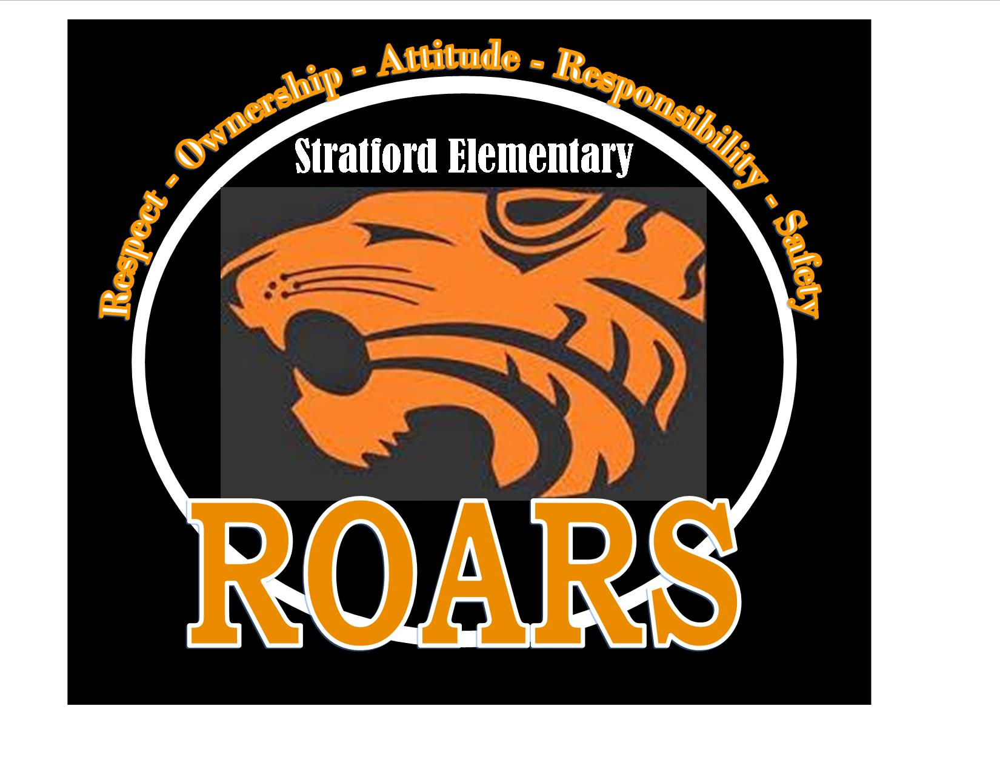 Respect - Ownership - Attitude - Responsibility - Safety
Stratford Elementary
ROARS